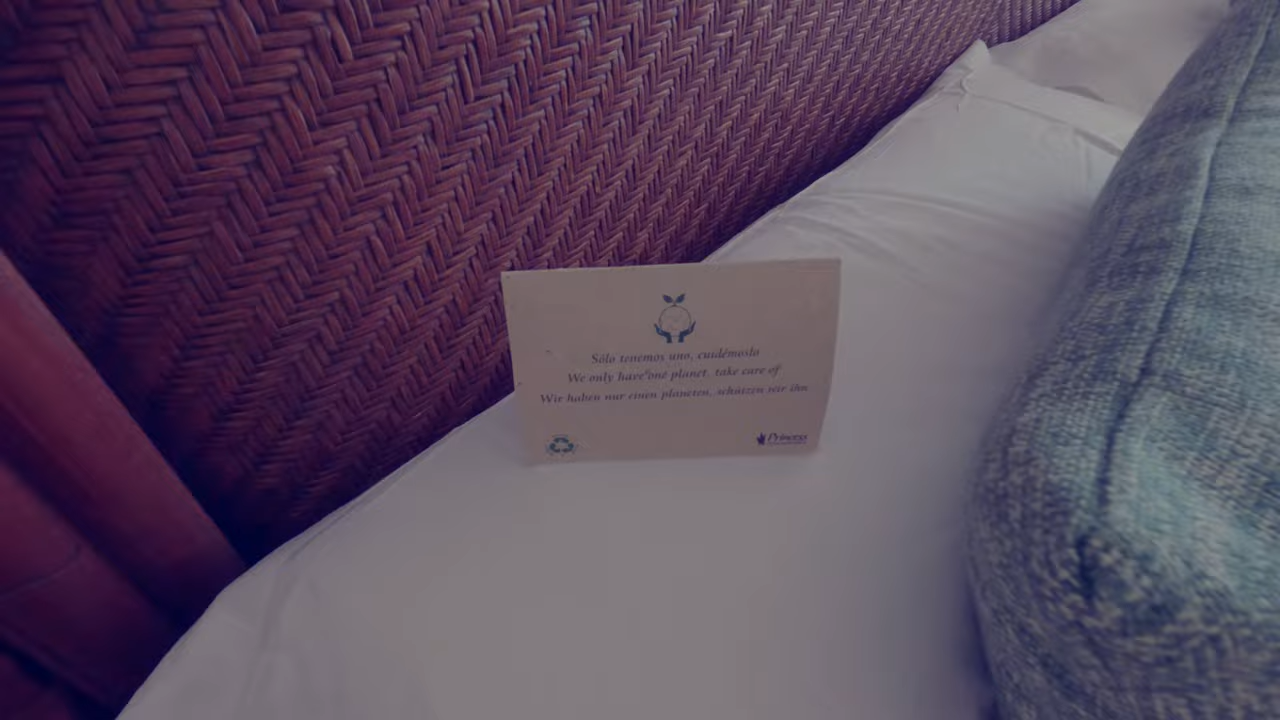 Sólo tenemos uno, cuidémoslo
We only have one planet, take care of
Wir haben nur einen planeten, schätzen wir ihn
Princess